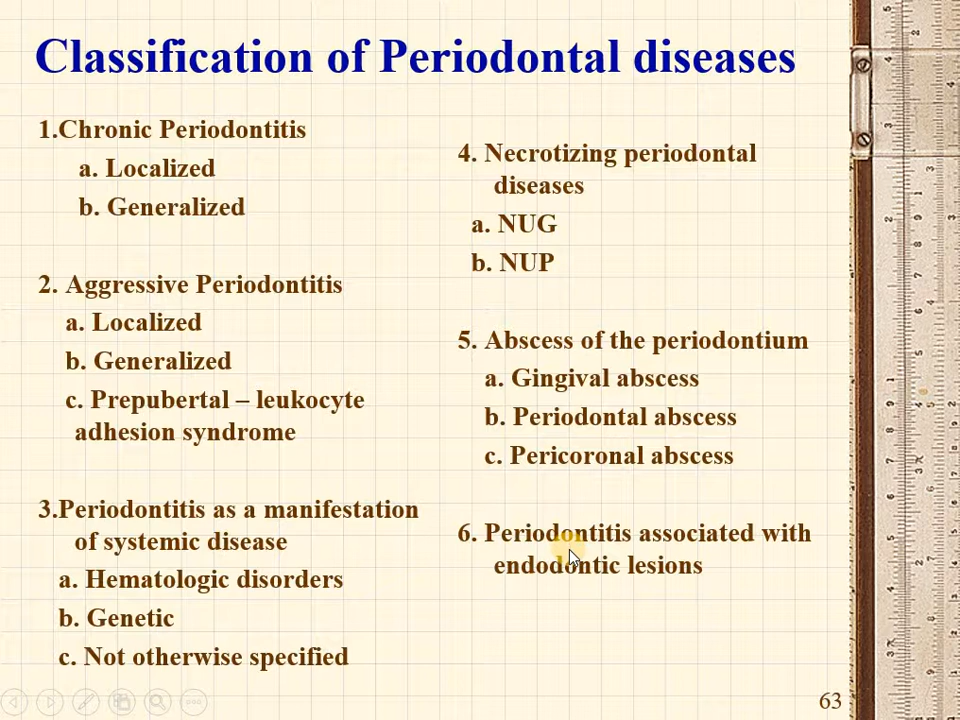 Classification of Periodontal diseases
1.Chronic Periodontitis
a. Localized
b. Generalized
2. Aggressive Periodontitis
a. Localized
b. Generalized
c. Prepubertal – leukocyte
adhesion syndrome
3.Periodontitis as a manifestation
of systemic disease
a. Hematologic disorders
b. Genetic
c. Not otherwise specified
4. Necrotizing periodontal
diseases
a. NUG
b. NUP
5. Abscess of the periodontium
a. Gingival abscess
b. Periodontal abscess
c. Pericoronal abscess
6. Periodontitis associated with
endodontic lesions
63